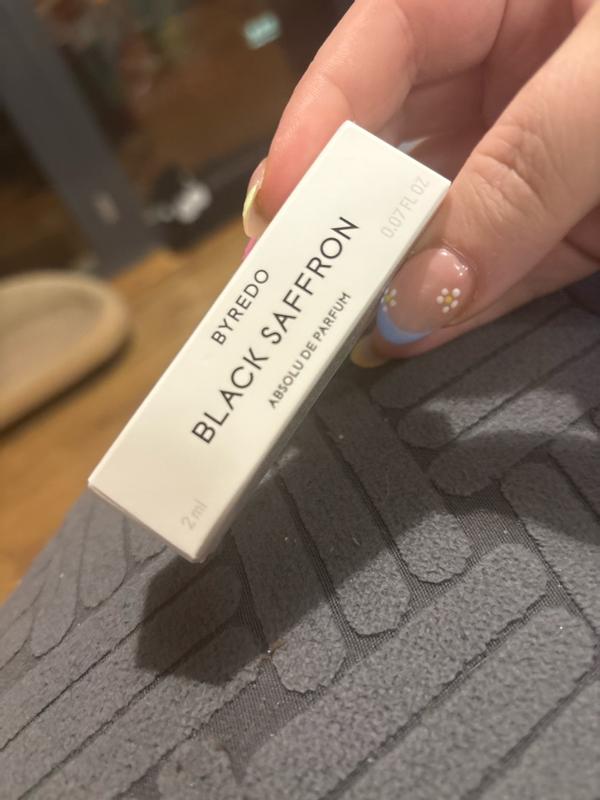 BYREDO
BLACK SAFFRON
ABSOLU DE PARFUM
2 ml
0.07 FL OZ